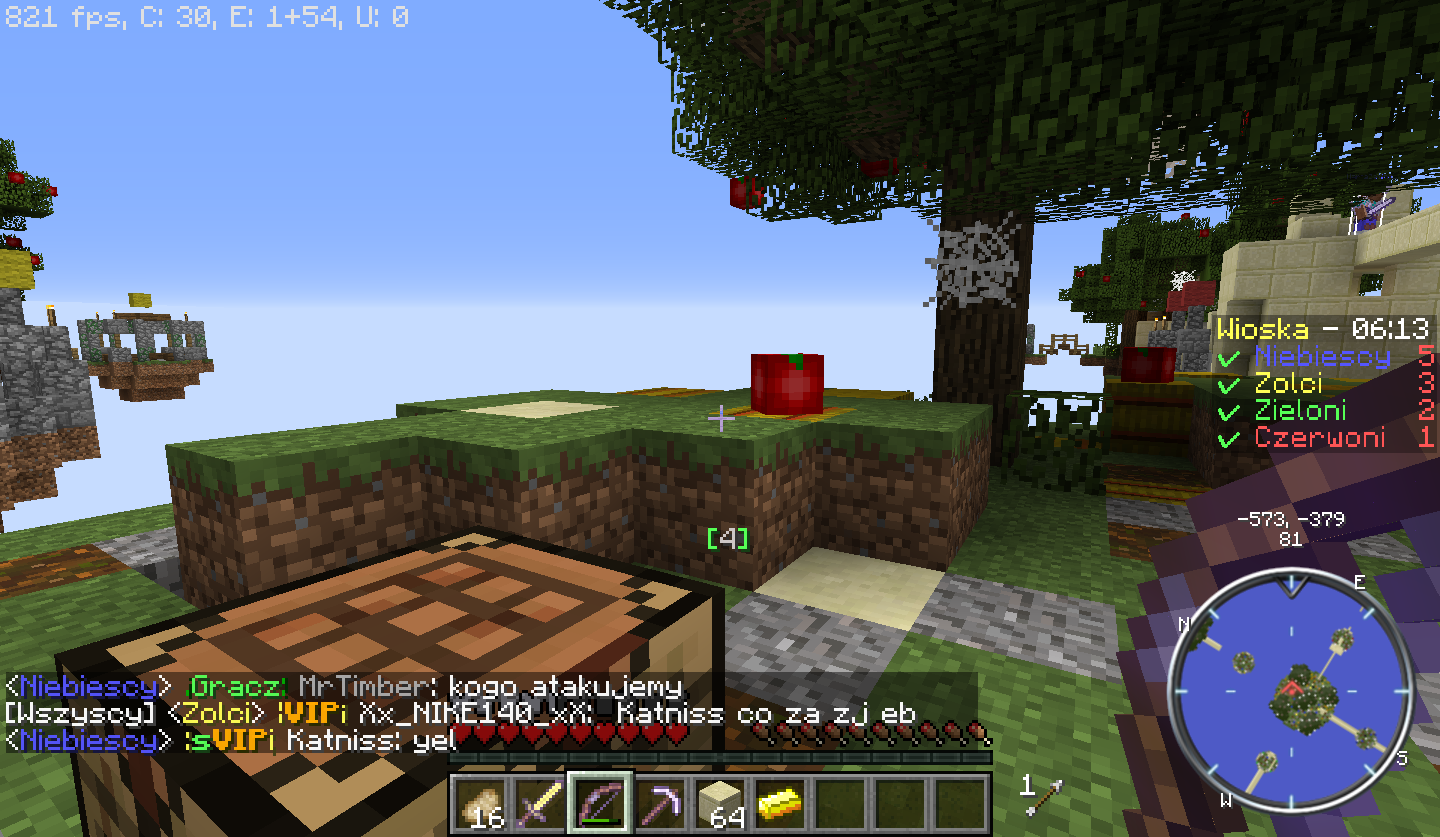 821 fps, C: 30, E: 1+54, U: 0
Wioska - 06:13
✓ Niebiescy 5
✓ Zolci 3
✓ Zieloni 2
✓ Czerwoni 1
-573, -379
81
[4]
E
N
S
W
<Niebiescy> Gracz: MrTimber: kogo atakujemy
[Wszyscy] <Zolci> VIP Xx_NIKE140_xX: Katniss co za zj eb
<Niebiescy> sVIP Katniss: yel
16
64
1